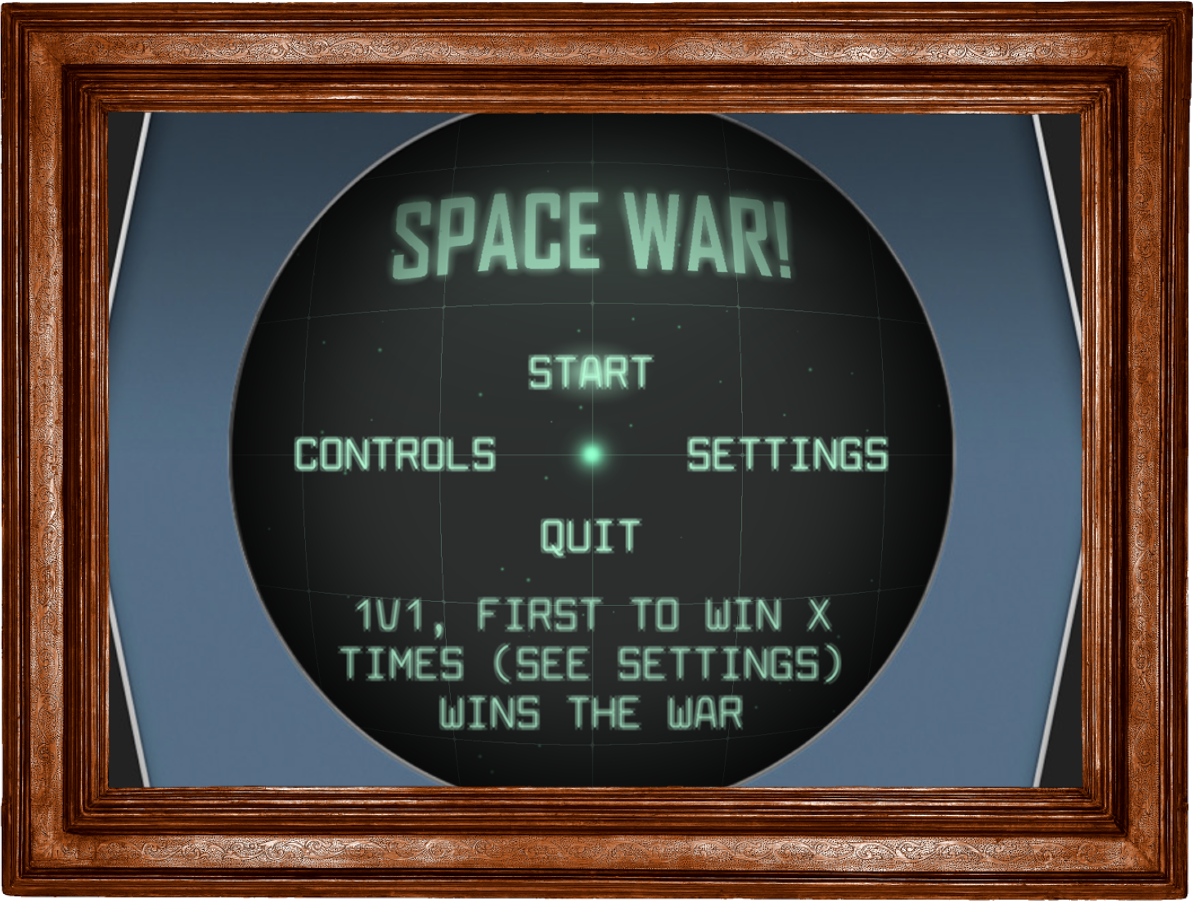 SPACE WAR!
START
CONTROLS SETTINGS
QUIT
1V1, FIRST TO WIN X
TIMES (SEE SETTINGS)
WINS THE WAR